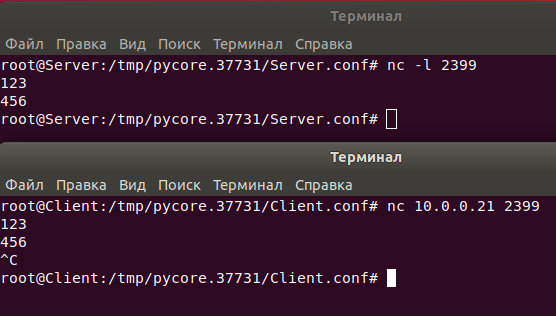 Терминал
Файл Правка Вид Поиск Терминал Справка
root@Server:/tmp/pycore.37731/Server.conf# nc -l 2399
123
456
root@Server:/tmp/pycore.37731/Server.conf#
Терминал
Файл Правка Вид Поиск Терминал Справка
root@Client:/tmp/pycore.37731/Client.conf# nc 10.0.0.21 2399
123
456
^C
root@Client:/tmp/pycore.37731/Client.conf#